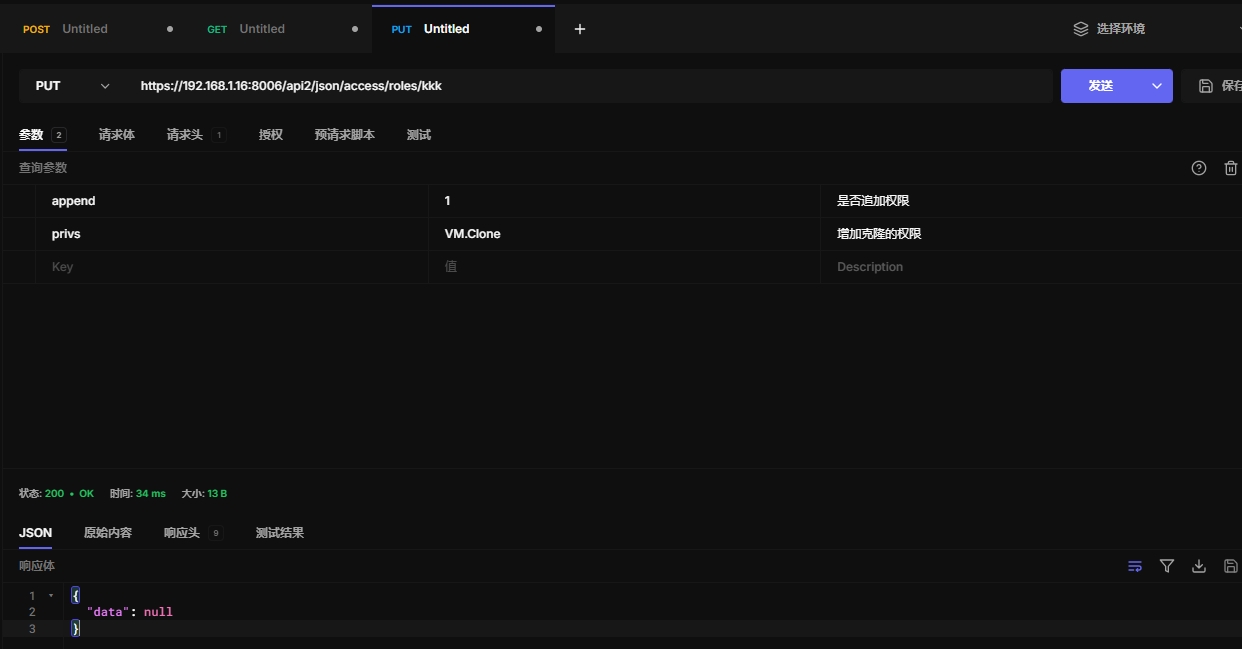 POST Untitled GET Untitled PUT Untitled 选择环境
PUT https://192.168.1.16:8006/api2/json/access/roles/kkk 发送 保存
参数 2 请求体 请求头 1 授权 预请求脚本 测试
查询参数
append 1 是否追加权限
privs VM.Clone 增加克隆的权限
Key 值 Description
状态: 200 • OK 时间: 34 ms 大小: 13 B
JSON 原始内容 响应头 9 测试结果
响应体
1 {
2 "data": null
3 }